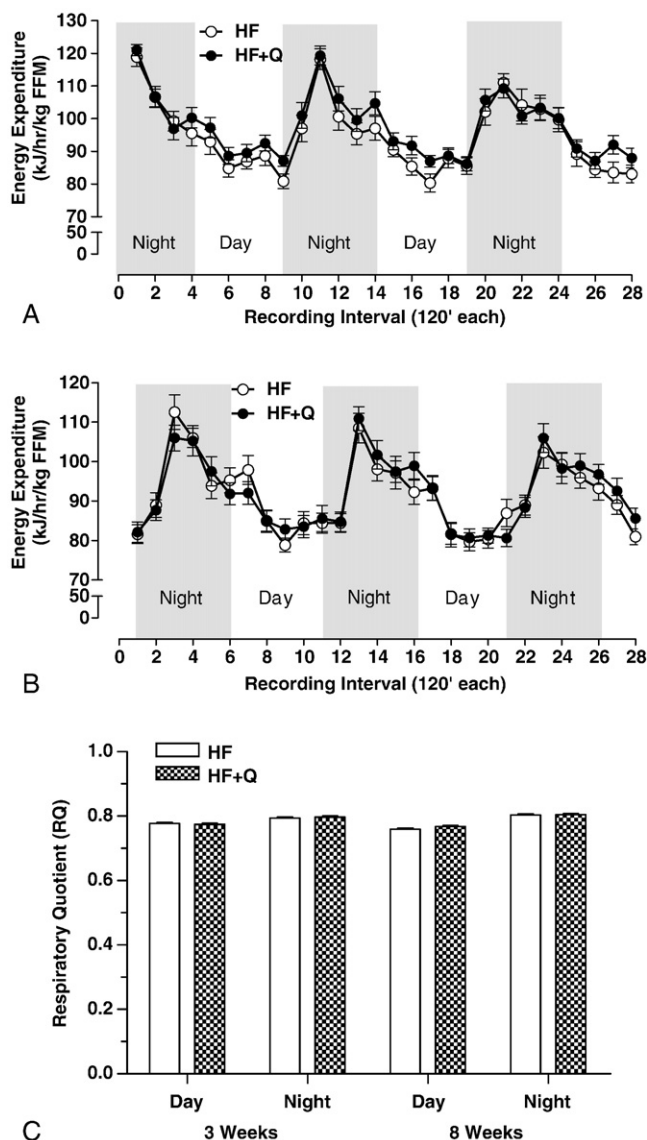 A
HF
HF+Q
Energy Expenditure
(kJ/hr/kg FFM)
130
120
110
100
90
80
70
50
0
Night Day Night Day Night
0 2 4 6 8 10 12 14 16 18 20 22 24 26 28
Recording Interval (120' each)
B
HF
HF+Q
Energy Expenditure
(kJ/hr/kg FFM)
120
110
100
90
80
70
50
0
Night Day Night Day Night
0 2 4 6 8 10 12 14 16 18 20 22 24 26 28
Recording Interval (120' each)
C
HF
HF+Q
Respiratory Quotient (RQ)
1.0
0.8
0.6
0.4
0.2
0.0
Day Night Day Night
3 Weeks 8 Weeks